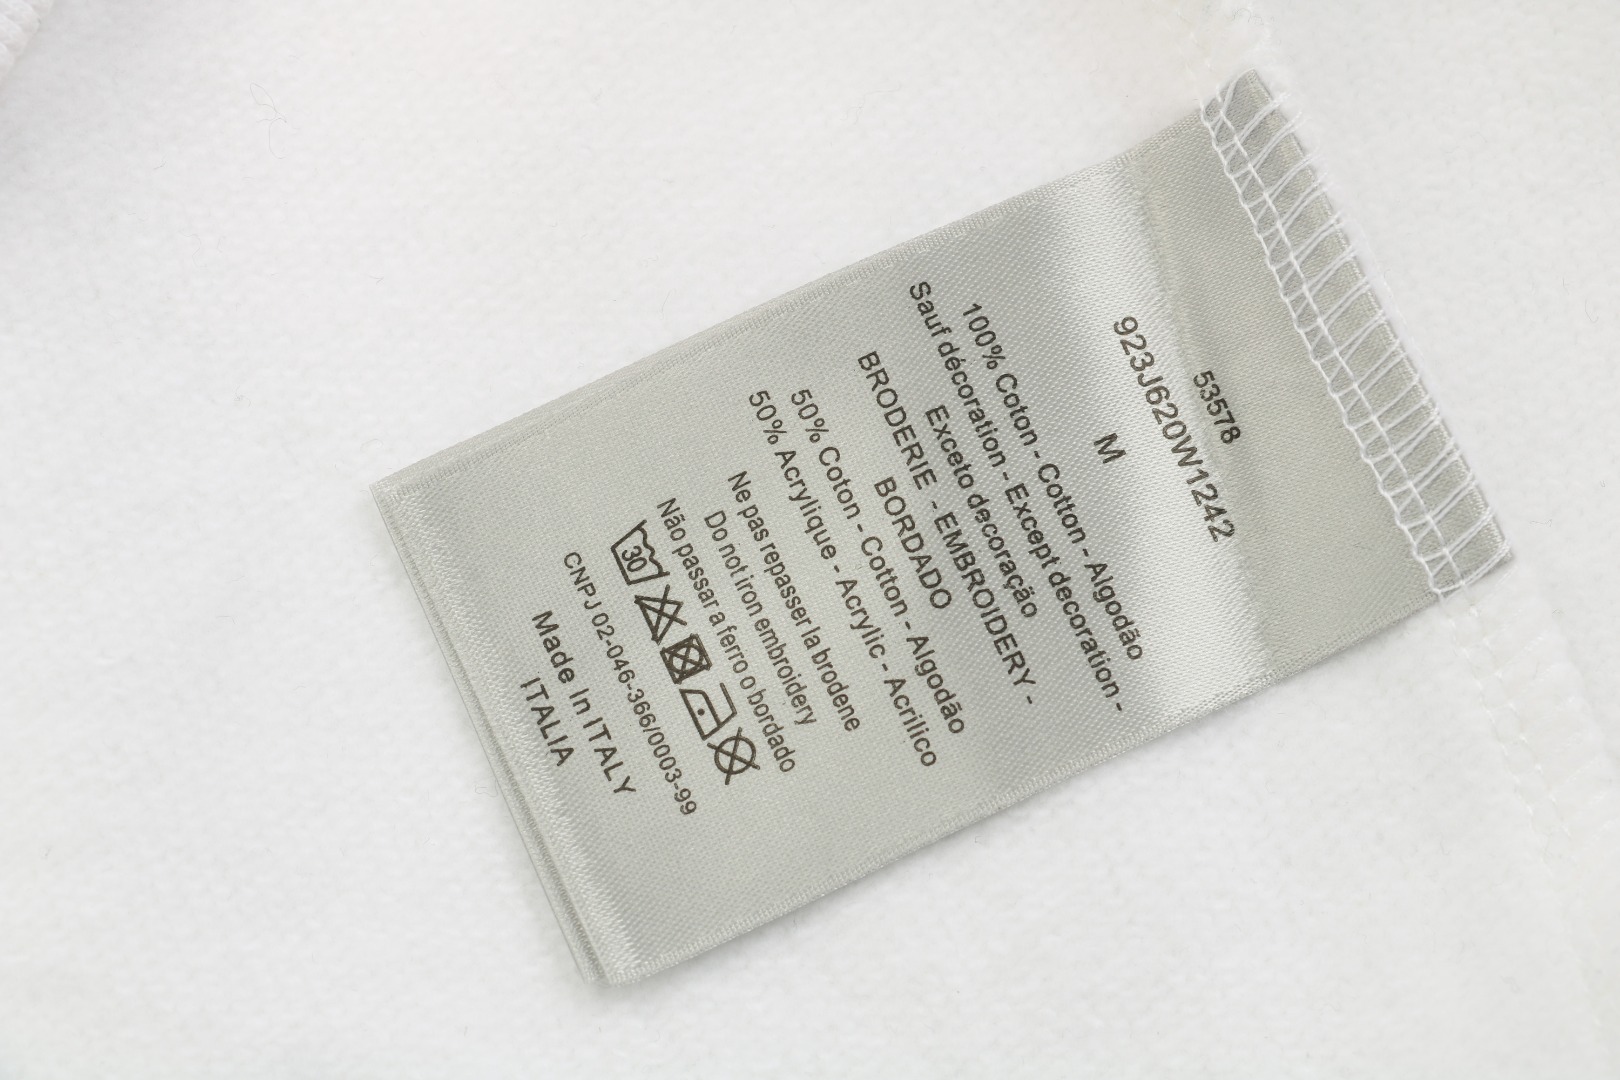 53578
923J620W1242
M
100% Coton - Cotton - Algodão
Sauf décoration - Except decoration -
Exceto decoração
BRODERIE - EMBROIDERY -
BORDADO
50% Coton - Cotton - Algodão
50% Acrylique - Acrylic - Acrilico
Ne pas repasser la brodene
Do not iron embroidery
Não passar a ferro o bordado
30
CNPJ 02-046-366/0003-99
Made In ITALY
ITALIA